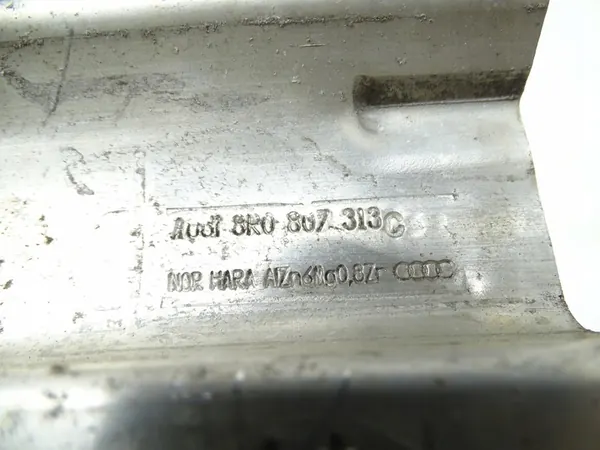 Audi 8R0 807 313 C
NOR. HARA AlZn6Mg0,8Zr